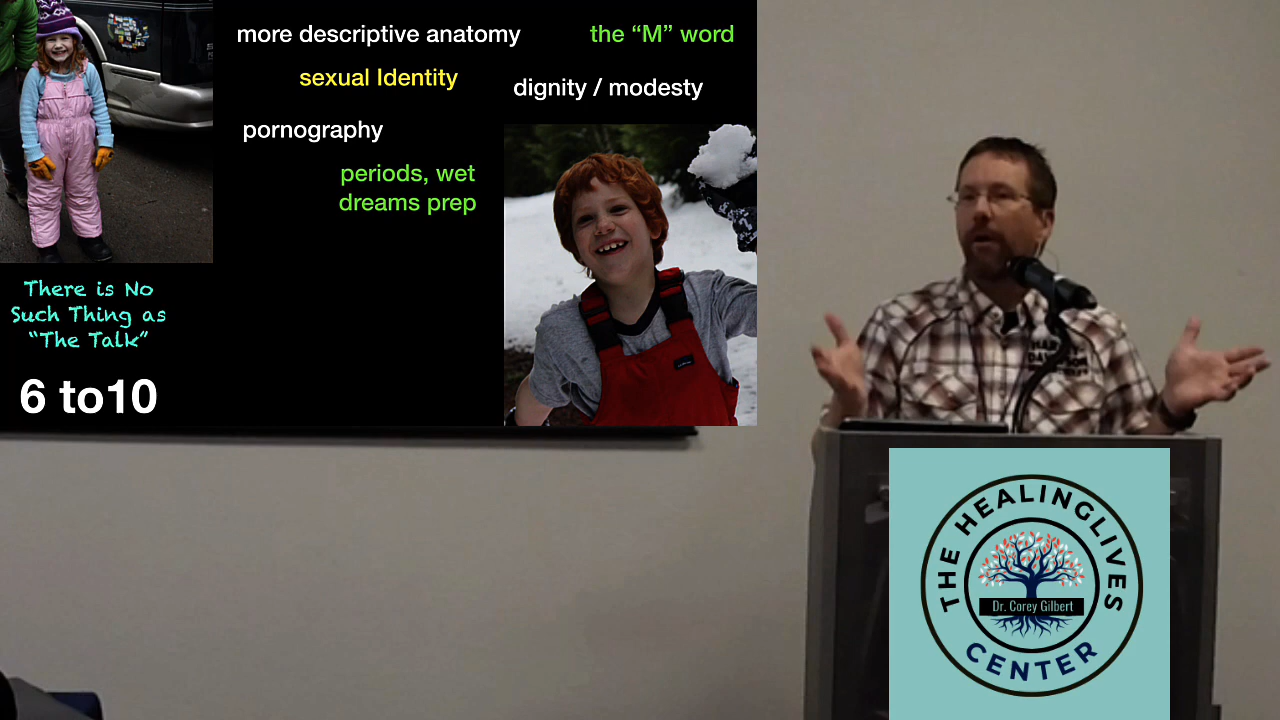 more descriptive anatomy
the “M” word
sexual Identity
dignity / modesty
pornography
periods, wet
dreams prep
There is No
Such Thing as
“The Talk”
6 to10
THE HEALINGLIVES
Dr. Corey Gilbert
CENTER